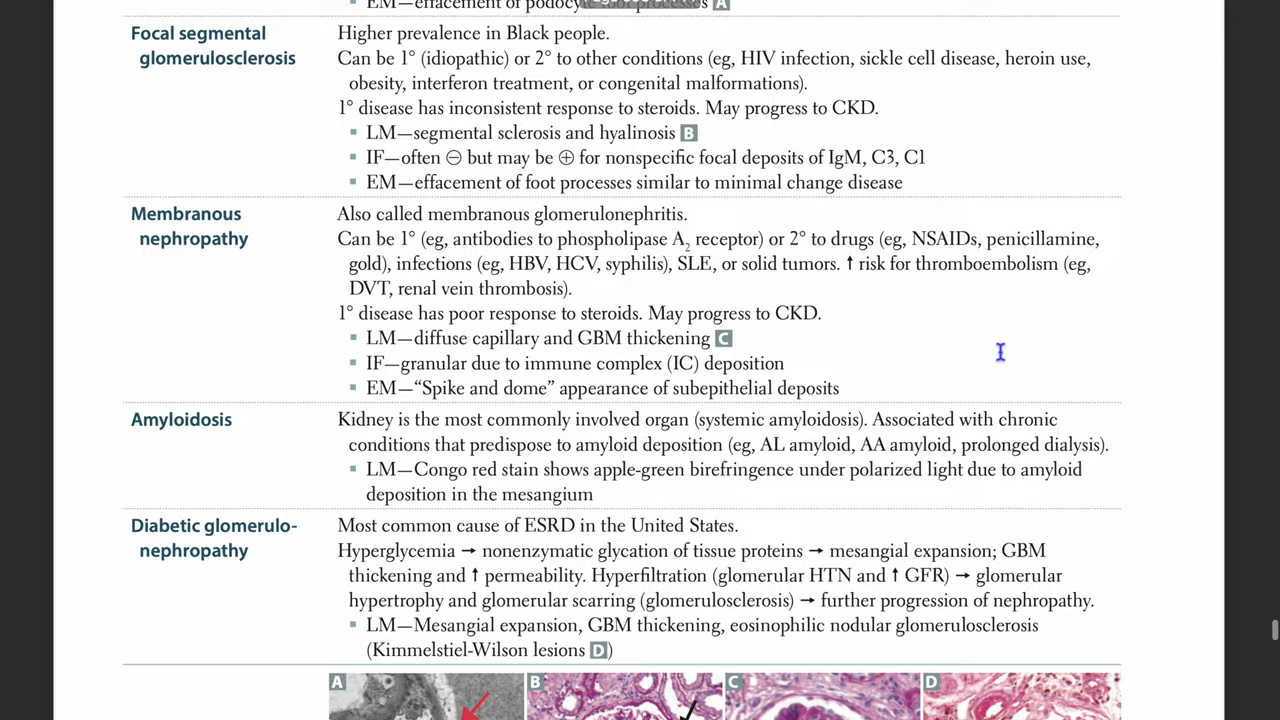 EM—effacement of podocyte foot processes A
Focal segmental
glomerulosclerosis
Higher prevalence in Black people.
Can be 1° (idiopathic) or 2° to other conditions (eg, HIV infection, sickle cell disease, heroin use,
obesity, interferon treatment, or congenital malformations).
1° disease has inconsistent response to steroids. May progress to CKD.
▪ LM—segmental sclerosis and hyalinosis B
▪ IF—often ⊖ but may be ⊕ for nonspecific focal deposits of IgM, C3, C1
▪ EM—effacement of foot processes similar to minimal change disease
Membranous
nephropathy
Also called membranous glomerulonephritis.
Can be 1° (eg, antibodies to phospholipase A₂ receptor) or 2° to drugs (eg, NSAIDs, penicillamine,
gold), infections (eg, HBV, HCV, syphilis), SLE, or solid tumors. ↑ risk for thromboembolism (eg,
DVT, renal vein thrombosis).
1° disease has poor response to steroids. May progress to CKD.
▪ LM—diffuse capillary and GBM thickening C
▪ IF—granular due to immune complex (IC) deposition
▪ EM—“Spike and dome” appearance of subepithelial deposits
Amyloidosis
Kidney is the most commonly involved organ (systemic amyloidosis). Associated with chronic
conditions that predispose to amyloid deposition (eg, AL amyloid, AA amyloid, prolonged dialysis).
▪ LM—Congo red stain shows apple-green birefringence under polarized light due to amyloid
deposition in the mesangium
Diabetic glomerulo-
nephropathy
Most common cause of ESRD in the United States.
Hyperglycemia → nonenzymatic glycation of tissue proteins → mesangial expansion; GBM
thickening and ↑ permeability. Hyperfiltration (glomerular HTN and ↑ GFR) → glomerular
hypertrophy and glomerular scarring (glomerulosclerosis) → further progression of nephropathy.
▪ LM—Mesangial expansion, GBM thickening, eosinophilic nodular glomerulosclerosis
(Kimmelstiel-Wilson lesions D)
A B C D